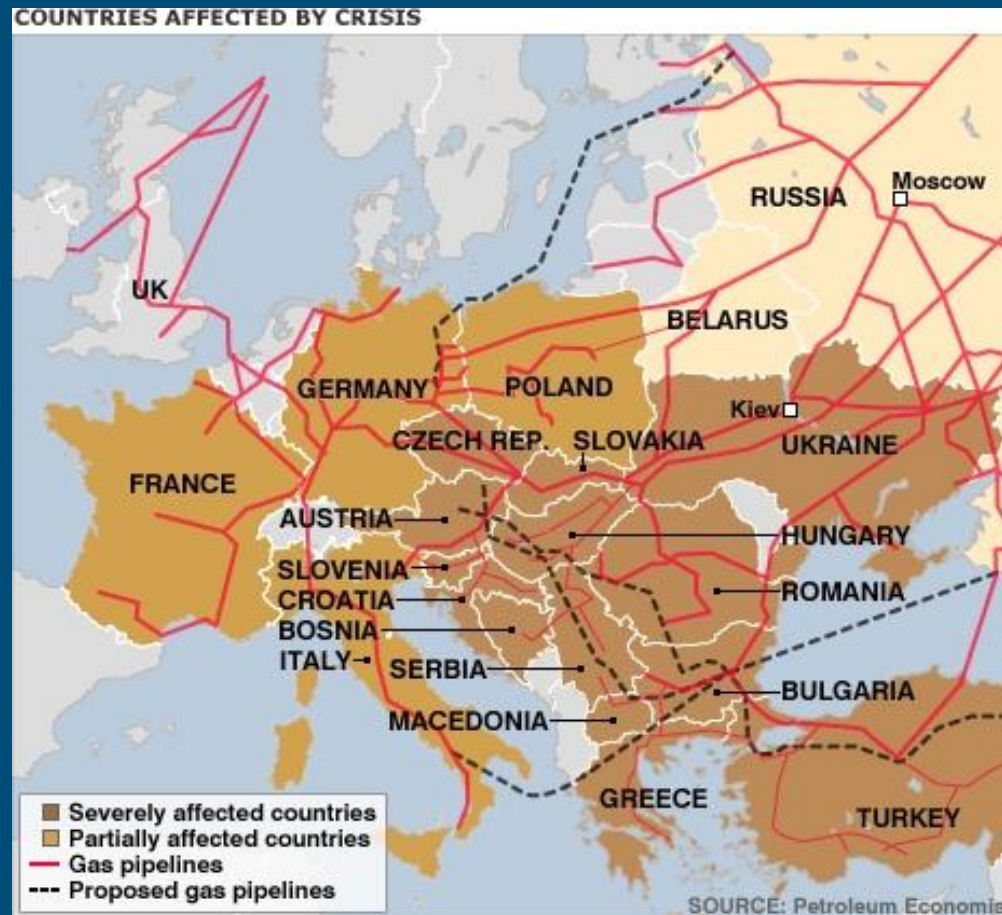 COUNTRIES AFFECTED BY CRISIS
Moscow
RUSSIA
UK
BELARUS
GERMANY
POLAND
Kiev
CZECH REP.
SLOVAKIA
UKRAINE
FRANCE
AUSTRIA
HUNGARY
SLOVENIA
CROATIA
ROMANIA
BOSNIA
ITALY
SERBIA
BULGARIA
MACEDONIA
GREECE
TURKEY
Severely affected countries
Partially affected countries
Gas pipelines
Proposed gas pipelines
SOURCE: Petroleum Economis